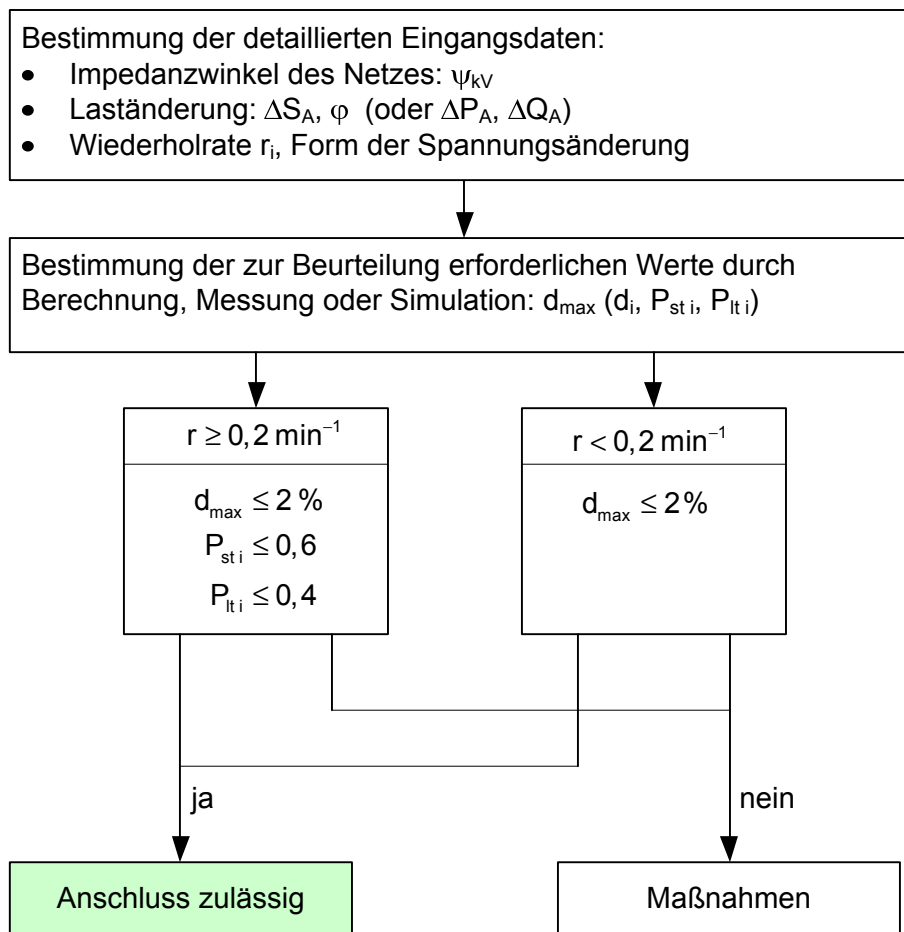 Bestimmung der detaillierten Eingangsdaten:
• Impedanzwinkel des Netzes: ψkV
• Laständerung: ΔSA, φ (oder ΔPA, ΔQA)
• Wiederholrate ri, Form der Spannungsänderung
Bestimmung der zur Beurteilung erforderlichen Werte durch
Berechnung, Messung oder Simulation: dmax (di, Pst i, Plt i)
r ≥ 0,2 min⁻¹
dmax ≤ 2 %
Pst i ≤ 0,6
Plt i ≤ 0,4
r < 0,2 min⁻¹
dmax ≤ 2 %
ja
nein
Anschluss zulässig
Maßnahmen